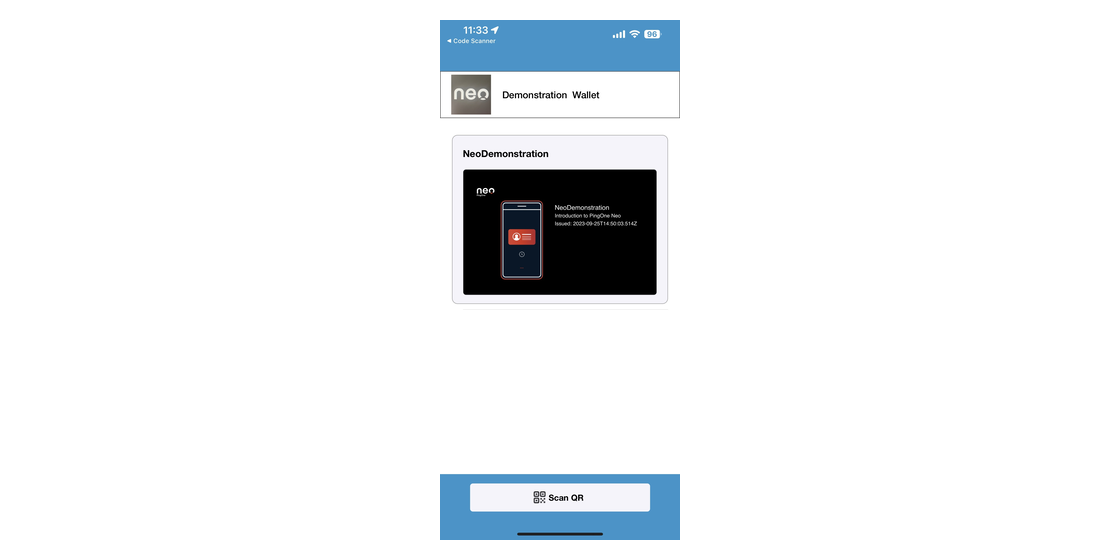 11:33
◀ Code Scanner
96
neo
Demonstration Wallet
NeoDemonstration
neo
NeoDemonstration
Introduction to PingOne Neo
Issued: 2023-09-25T14:50:03.514Z
Scan QR